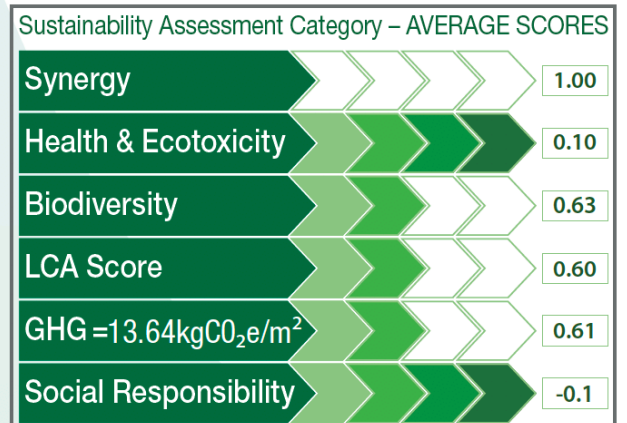 Sustainability Assessment Category – AVERAGE SCORES
Synergy 1.00
Health & Ecotoxicity 0.10
Biodiversity 0.63
LCA Score 0.60
GHG =13.64kgC0₂e/m² 0.61
Social Responsibility -0.1